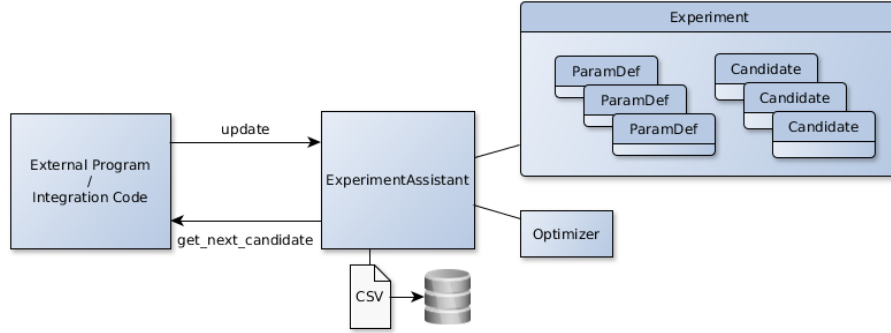 Experiment
ParamDef
ParamDef
ParamDef
Candidate
Candidate
Candidate
External Program
/
Integration Code
update
get_next_candidate
ExperimentAssistant
Optimizer
CSV